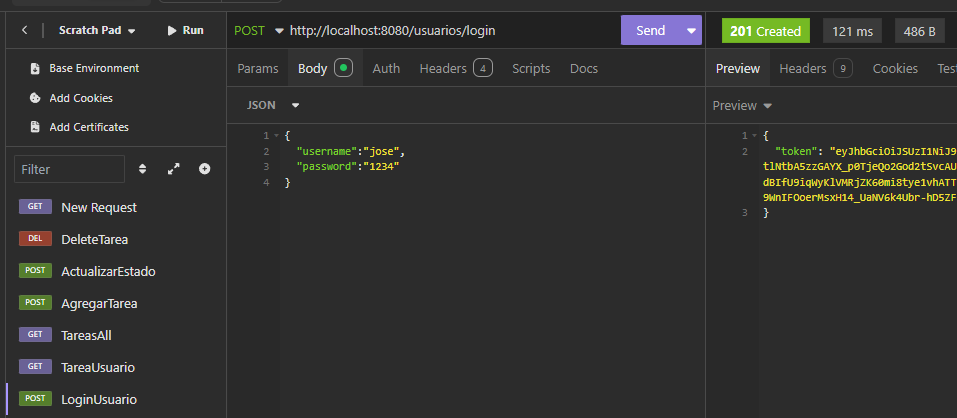 Scratch Pad
Run
Base Environment
Add Cookies
Add Certificates
Filter
GET New Request
DEL DeleteTarea
POST ActualizarEstado
POST AgregarTarea
GET TareasAll
GET TareaUsuario
POST LoginUsuario
POST http://localhost:8080/usuarios/login Send
Params Body Auth Headers 4 Scripts Docs
JSON
1 {
2 "username":"jose",
3 "password":"1234"
4 }
201 Created 121 ms 486 B
Preview Headers 9 Cookies Test
Preview
1 {
2 "token": "eyJhbGciOiJSUzI1NiJ9
tlNtbA5zzGAYX_p0TjeQo2God2tSvcAU
dBIfU9iqWyKlVMRjZK60mi8tye1vhATT
9WnIFOoerMsxH14_UaNV6k4Ubr-hD5ZF
3 }